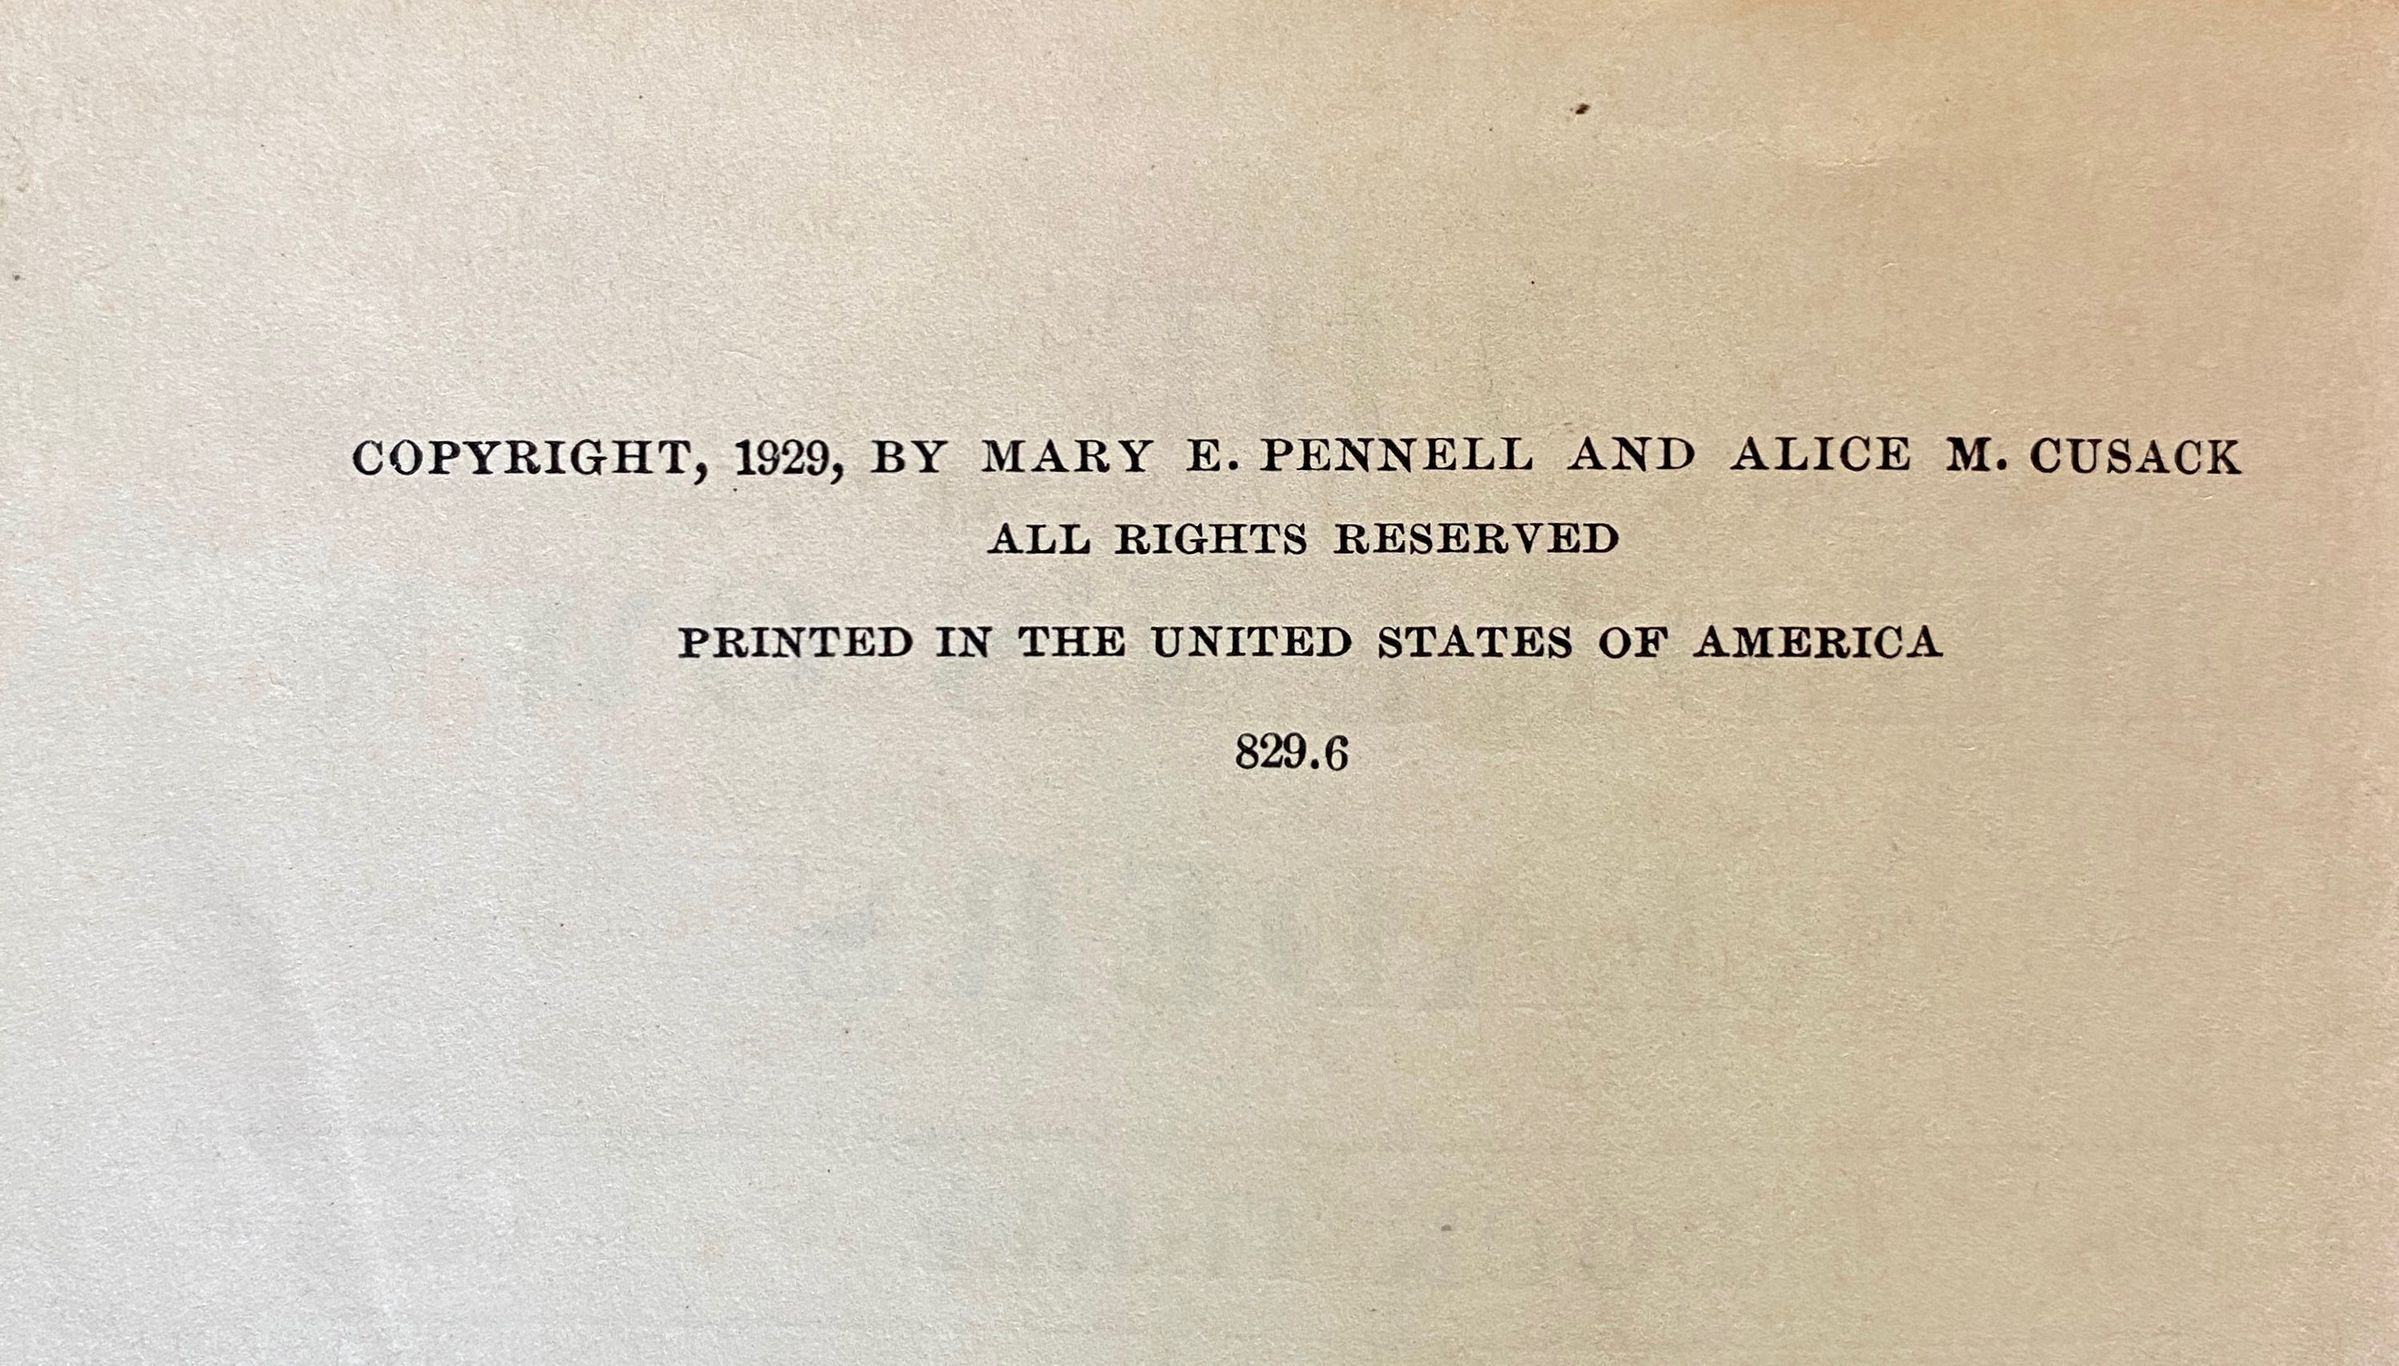 COPYRIGHT, 1929, BY MARY E. PENNELL AND ALICE M. CUSACK
ALL RIGHTS RESERVED
PRINTED IN THE UNITED STATES OF AMERICA
829.6